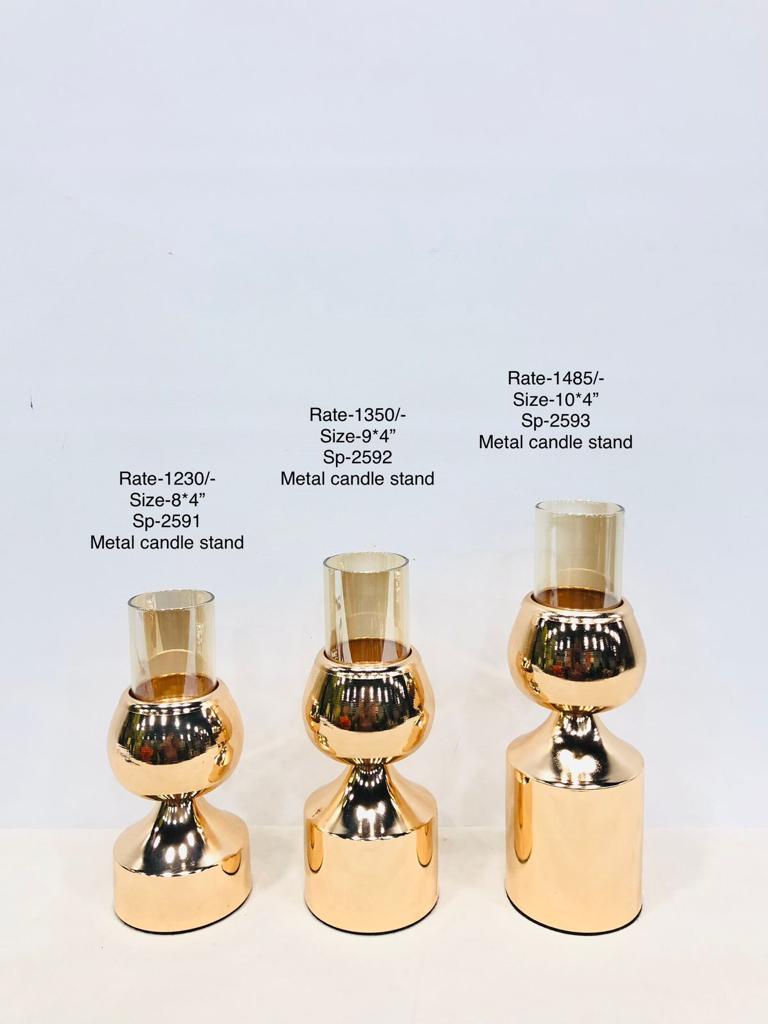 Rate-1230/-
Size-8*4”
Sp-2591
Metal candle stand
Rate-1350/-
Size-9*4”
Sp-2592
Metal candle stand
Rate-1485/-
Size-10*4”
Sp-2593
Metal candle stand